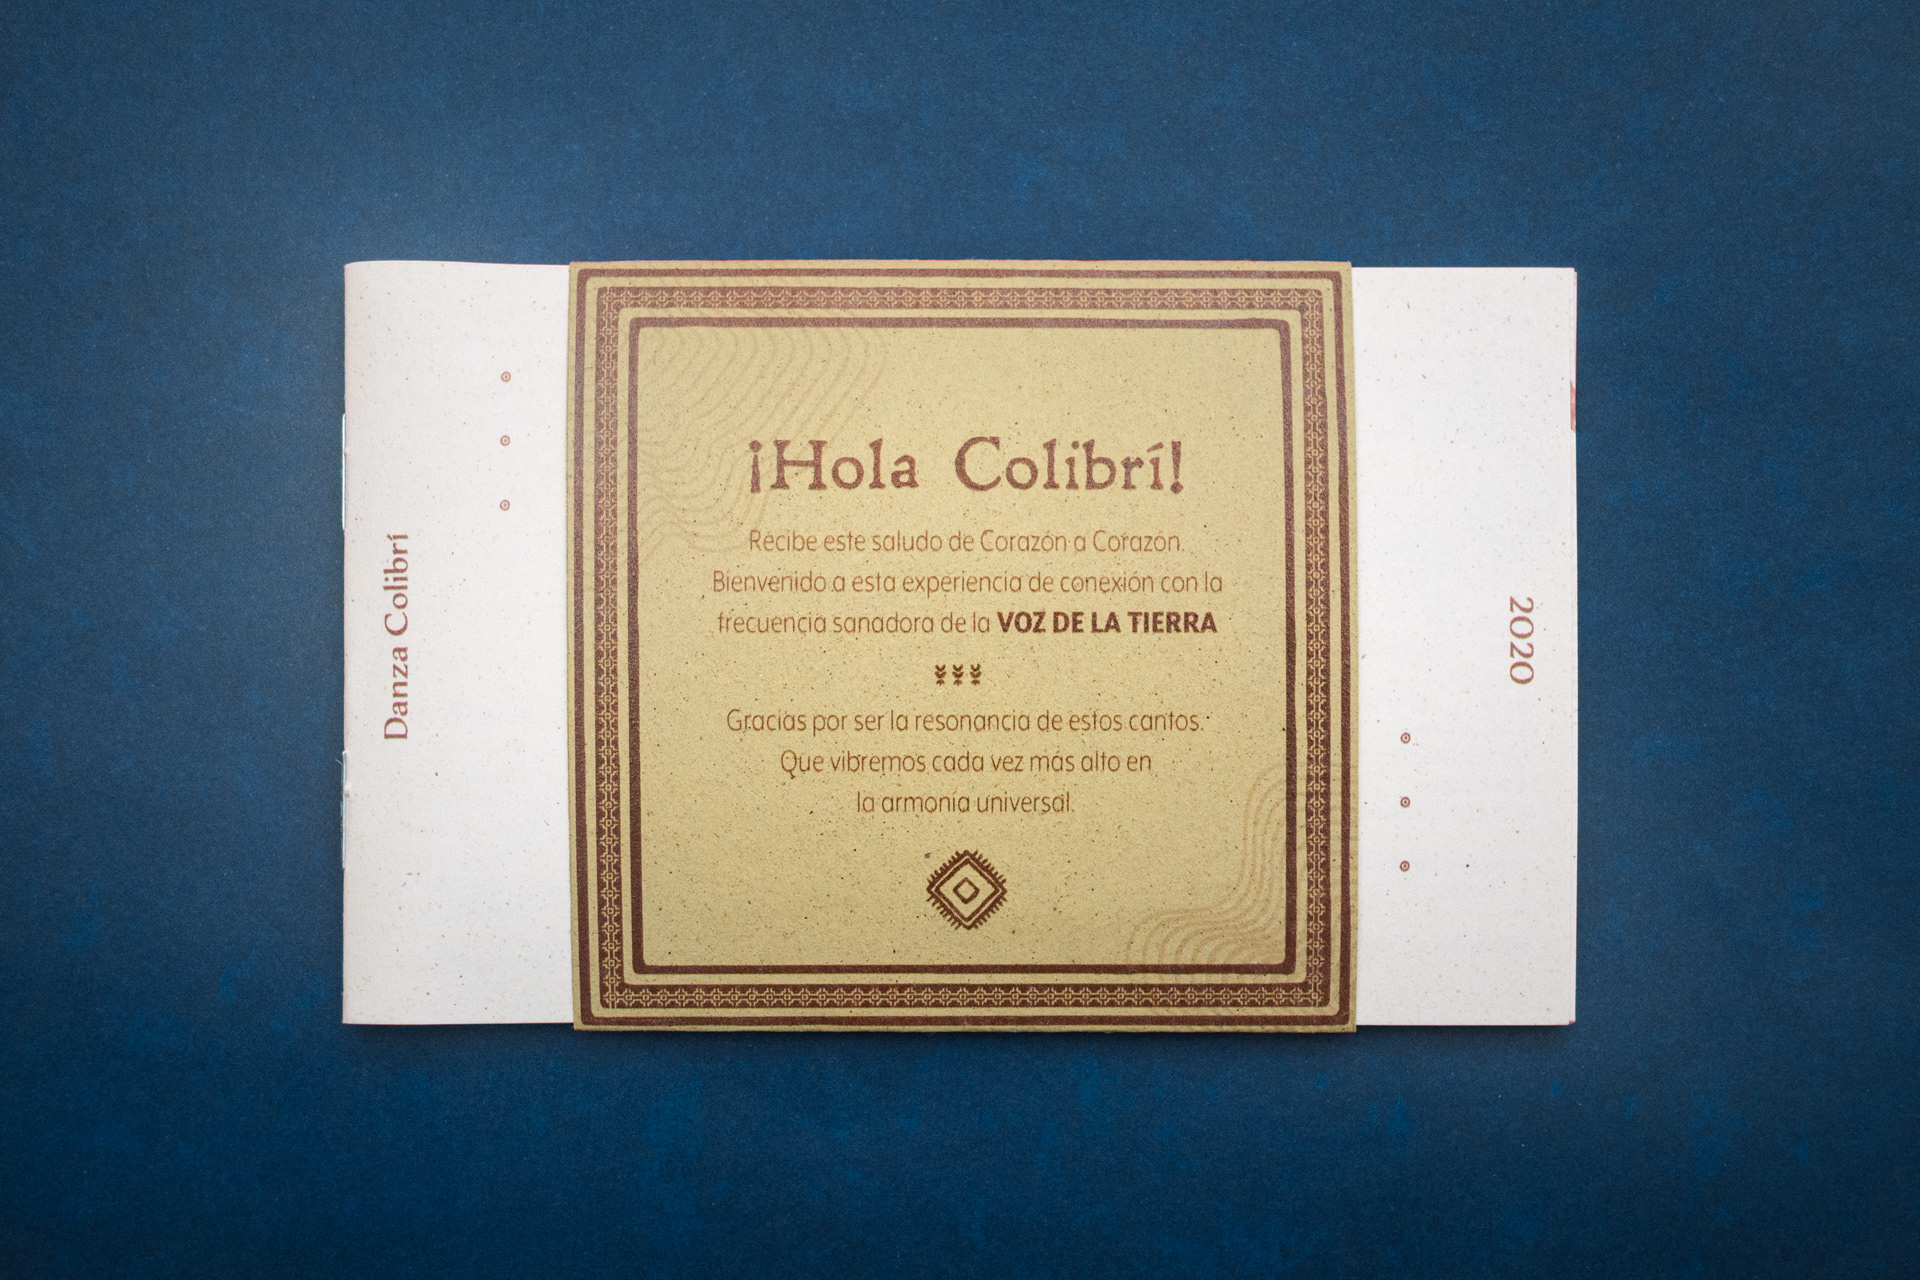 Danza Colibrí
¡Hola Colibrí!
Recibe este saludo de Corazón a Corazón.
Bienvenido a esta experiencia de conexión con la
frecuencia sanadora de la VOZ DE LA TIERRA
Gracias por ser la resonancia de estos cantos.
Que vibremos cada vez más alto en
la armonía universal.
2020